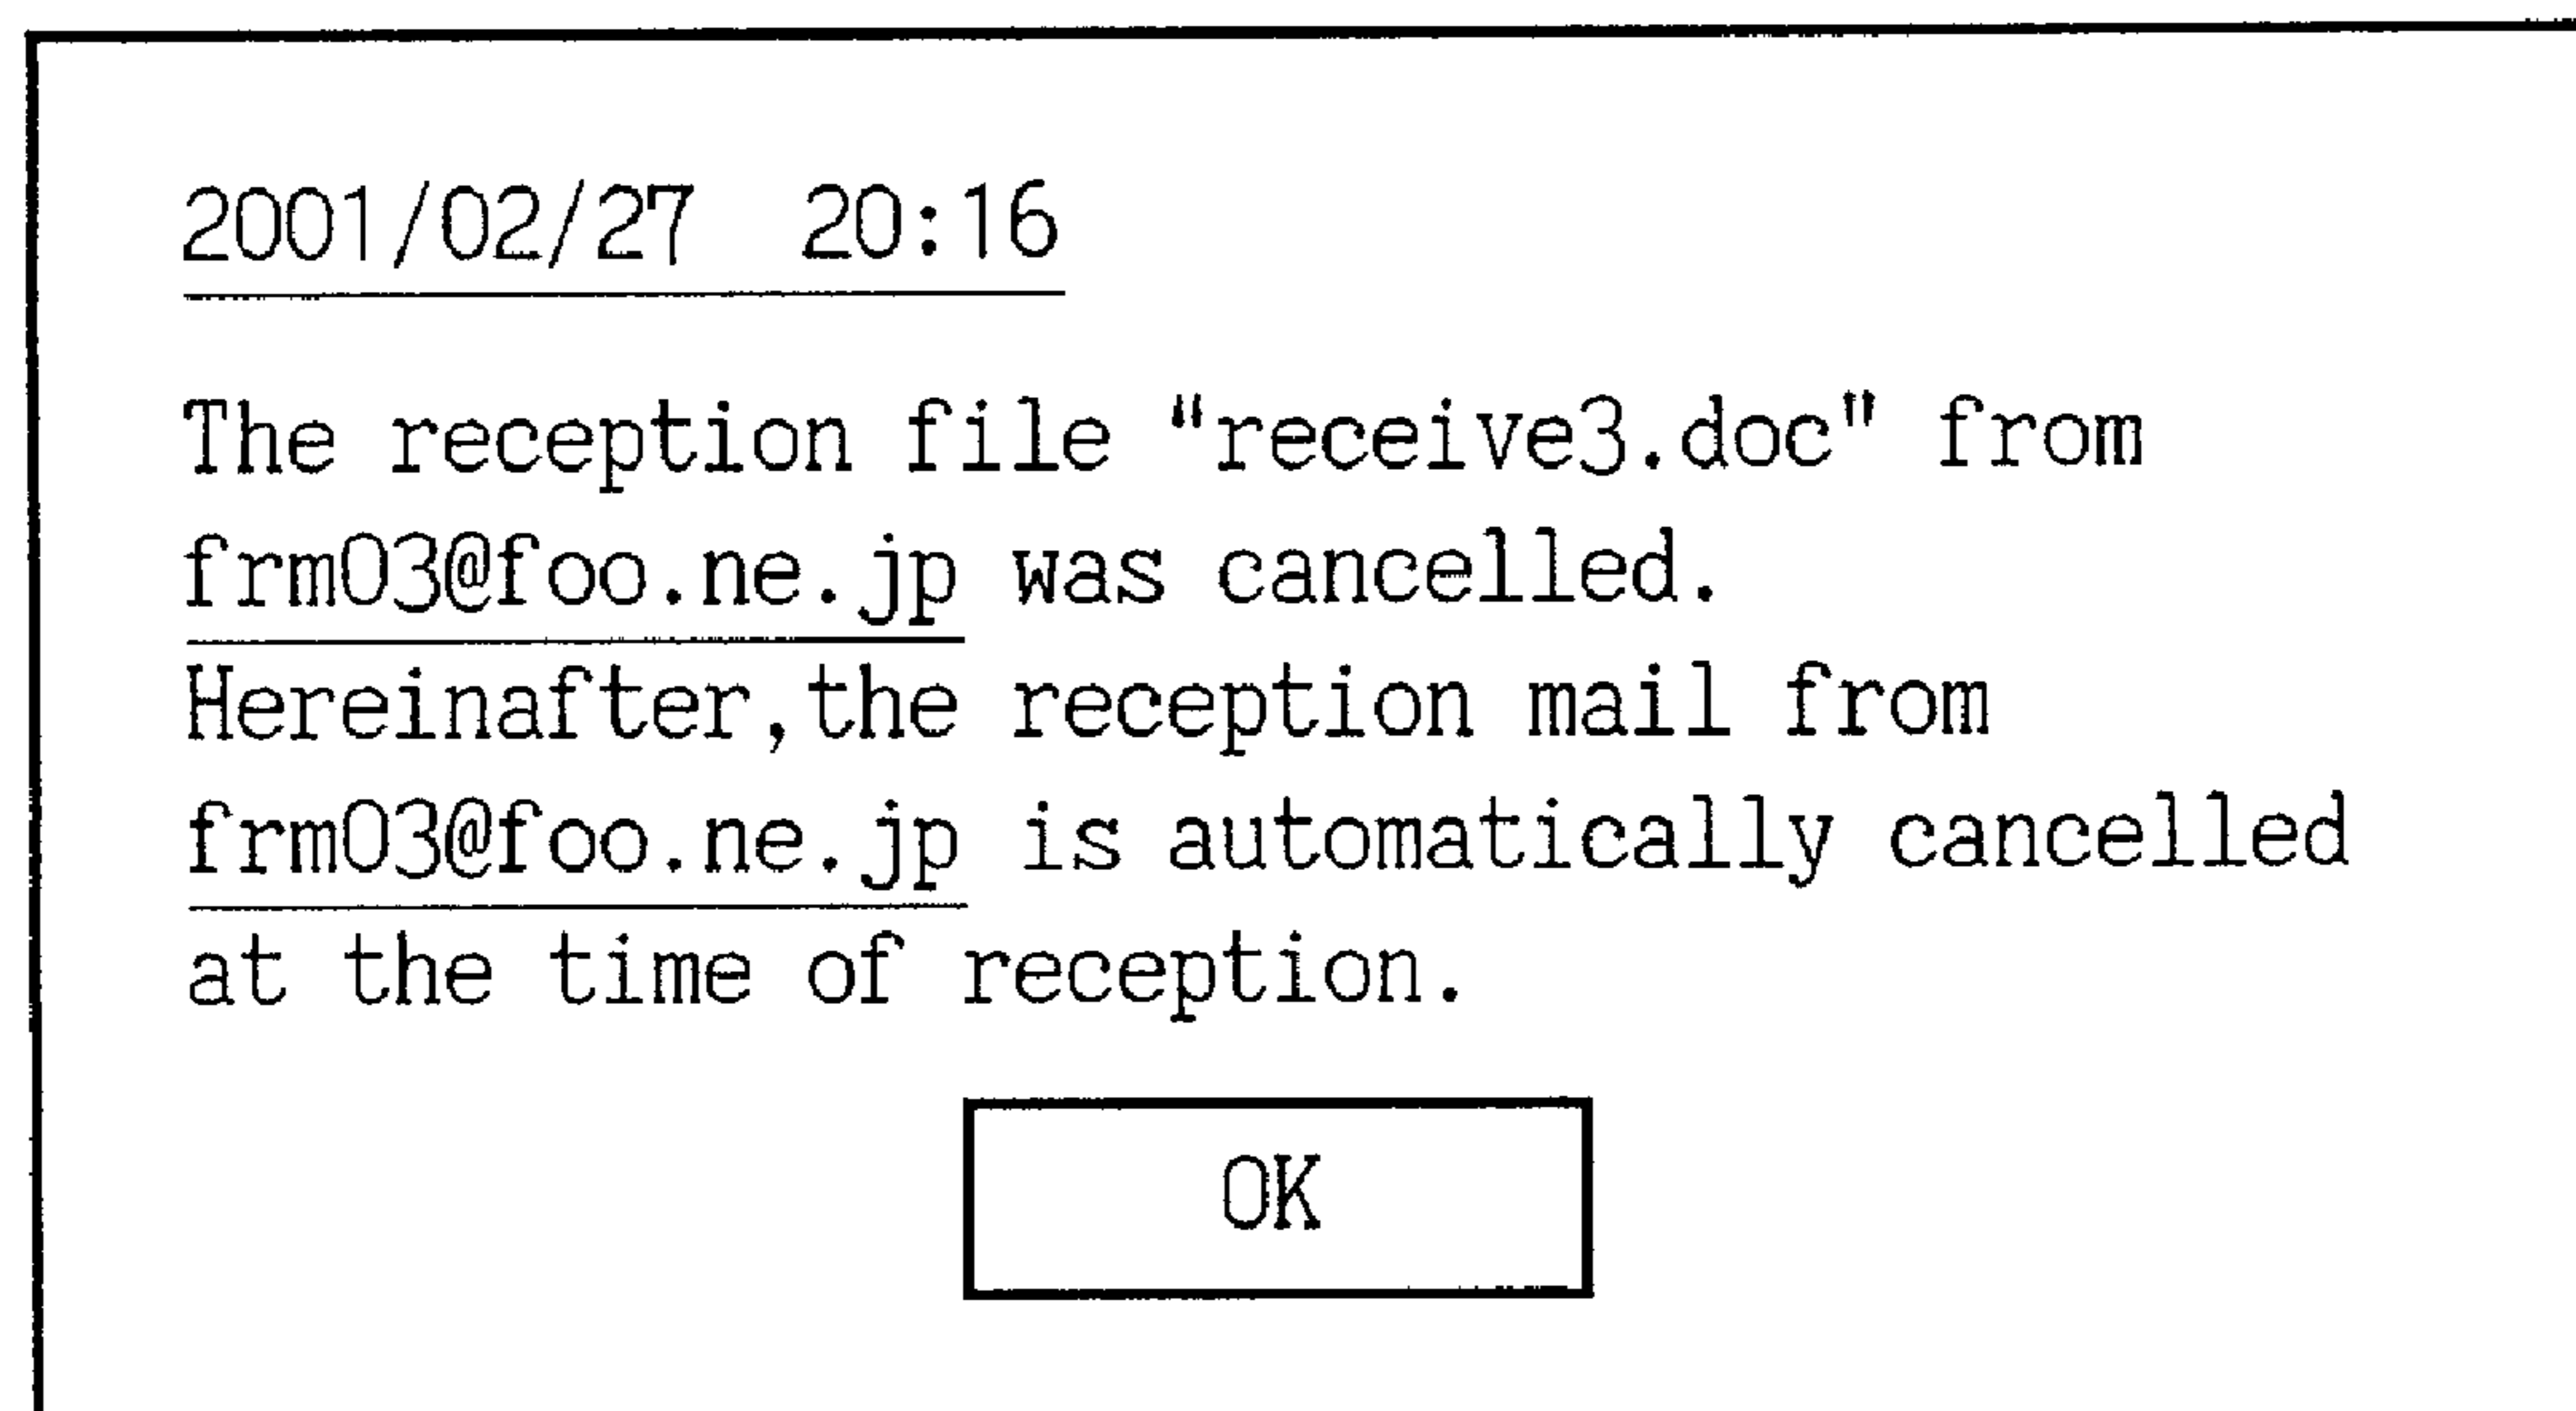 2001/02/27 20:16
The reception file "receive3.doc" from
frm03@foo.ne.jp was cancelled.
Hereinafter,the reception mail from
frm03@foo.ne.jp is automatically cancelled
at the time of reception.
OK